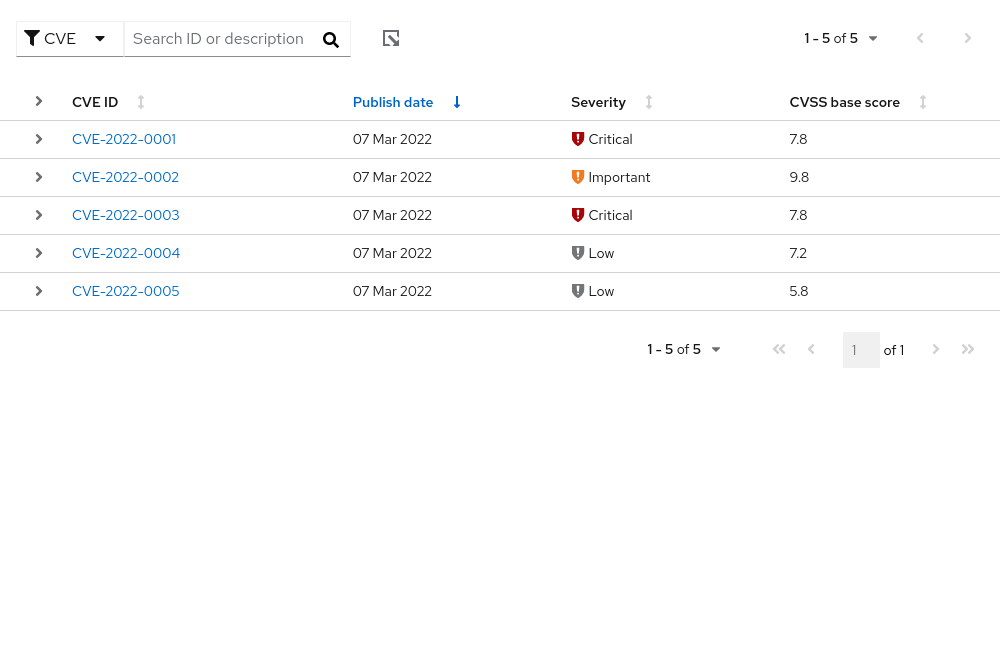 CVE Search ID or description 1 - 5 of 5
CVE ID Publish date Severity CVSS base score
CVE-2022-0001 07 Mar 2022 Critical 7.8
CVE-2022-0002 07 Mar 2022 Important 9.8
CVE-2022-0003 07 Mar 2022 Critical 7.8
CVE-2022-0004 07 Mar 2022 Low 7.2
CVE-2022-0005 07 Mar 2022 Low 5.8
1 - 5 of 5 1 of 1